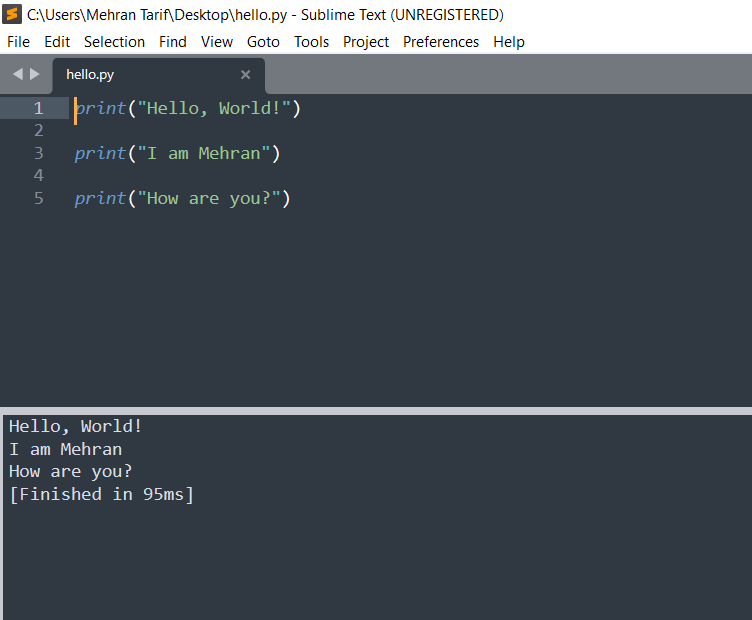 C:\Users\Mehran Tarif\Desktop\hello.py - Sublime Text (UNREGISTERED)
File Edit Selection Find View Goto Tools Project Preferences Help
hello.py
1 print("Hello, World!")
2
3 print("I am Mehran")
4
5 print("How are you?")
Hello, World!
I am Mehran
How are you?
[Finished in 95ms]